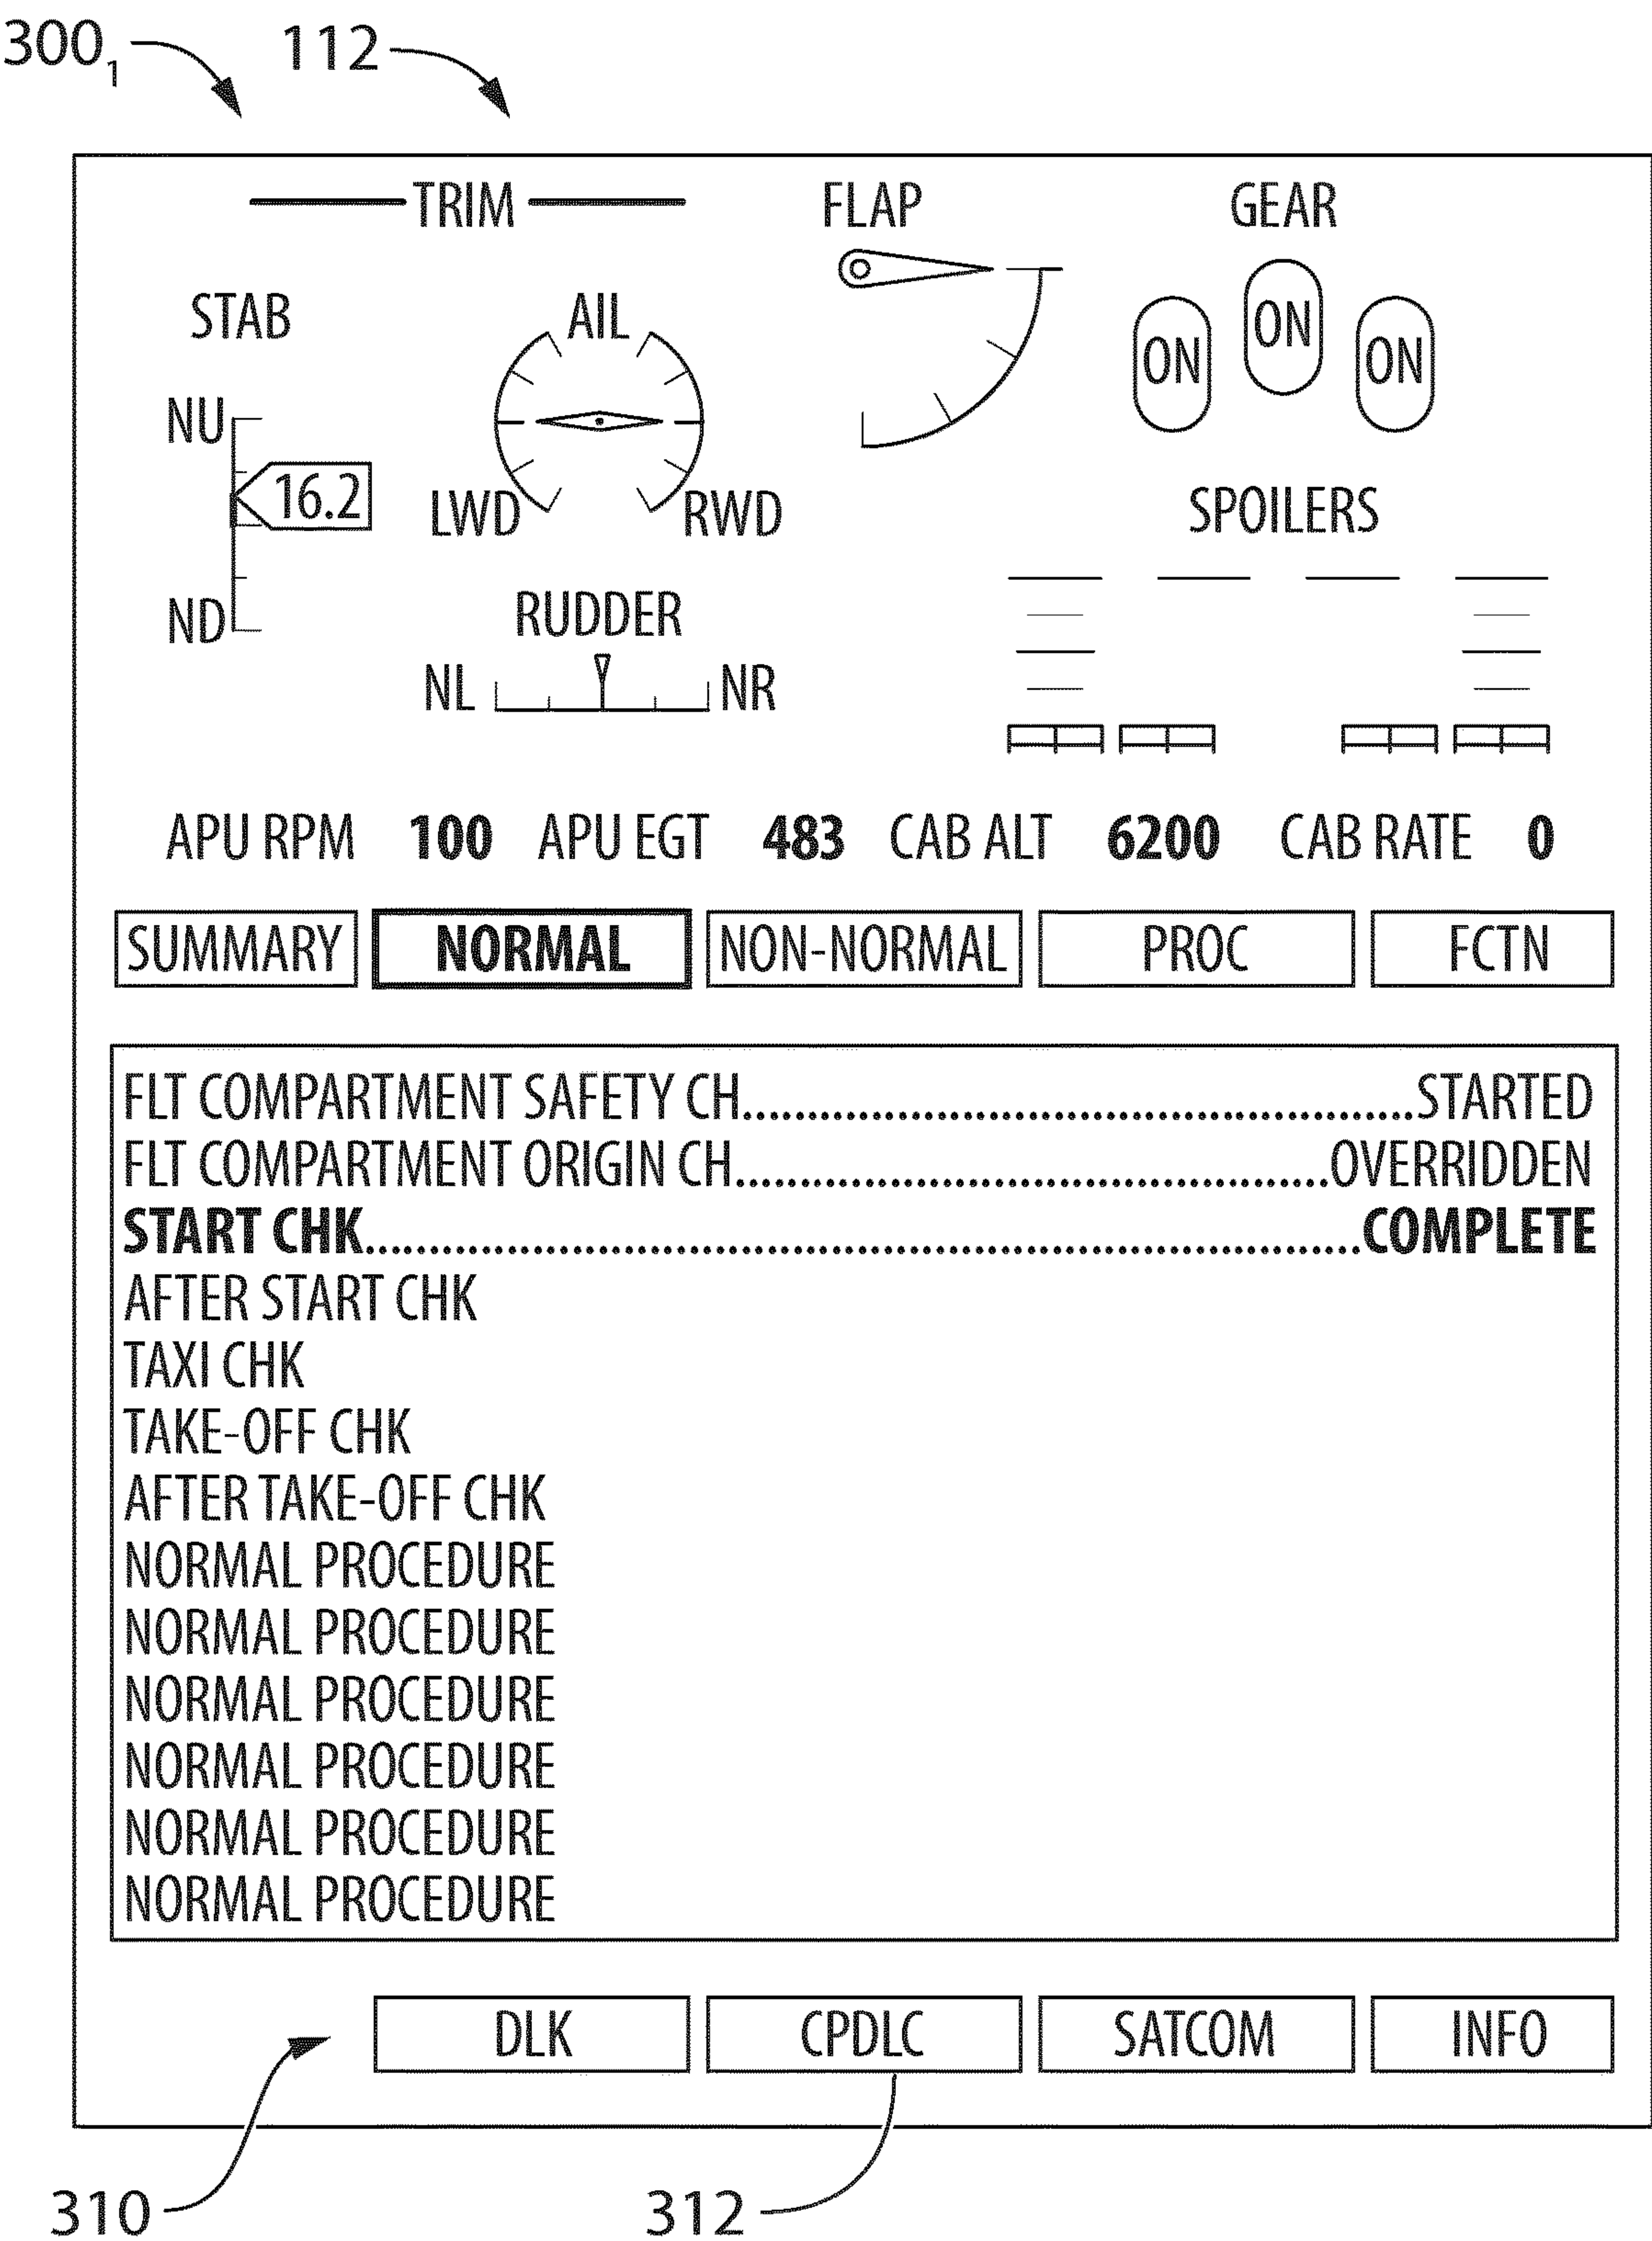 300₁ 112
TRIM FLAP GEAR
STAB AIL ON ON ON
NU
16.2
LWD RWD SPOILERS
ND RUDDER
NL NR
APU RPM 100 APU EGT 483 CAB ALT 6200 CAB RATE 0
SUMMARY NORMAL NON-NORMAL PROC FCTN
FLT COMPARTMENT SAFETY CH........................................................STARTED
FLT COMPARTMENT ORIGIN CH.................................................OVERRIDDEN
START CHK...................................................................................COMPLETE
AFTER START CHK
TAXI CHK
TAKE-OFF CHK
AFTER TAKE-OFF CHK
NORMAL PROCEDURE
NORMAL PROCEDURE
NORMAL PROCEDURE
NORMAL PROCEDURE
NORMAL PROCEDURE
NORMAL PROCEDURE
DLK CPDLC SATCOM INFO
310 312